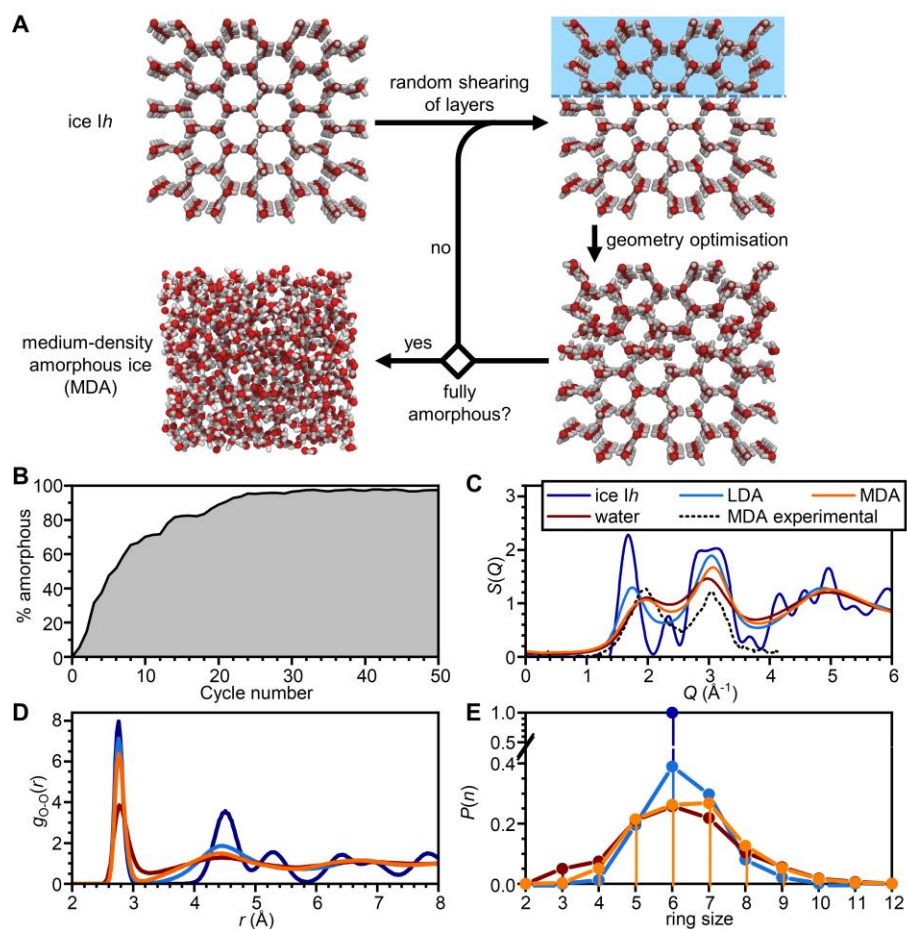 A
ice Ih
random shearing
of layers
no
geometry optimisation
medium-density
amorphous ice
(MDA)
yes
fully
amorphous?
B
% amorphous
100
80
60
40
20
0
0 10 20 30 40 50
Cycle number
C
ice Ih LDA MDA
water MDA experimental
S(Q)
3
2
1
0
0 1 2 3 4 5 6
Q (Å⁻¹)
D
gO-O(r)
8
6
4
2
0
2 3 4 5 6 7 8
r (Å)
E
P(n)
1.0
0.5
0.4
0.2
0.0
2 3 4 5 6 7 8 9 10 11 12
ring size